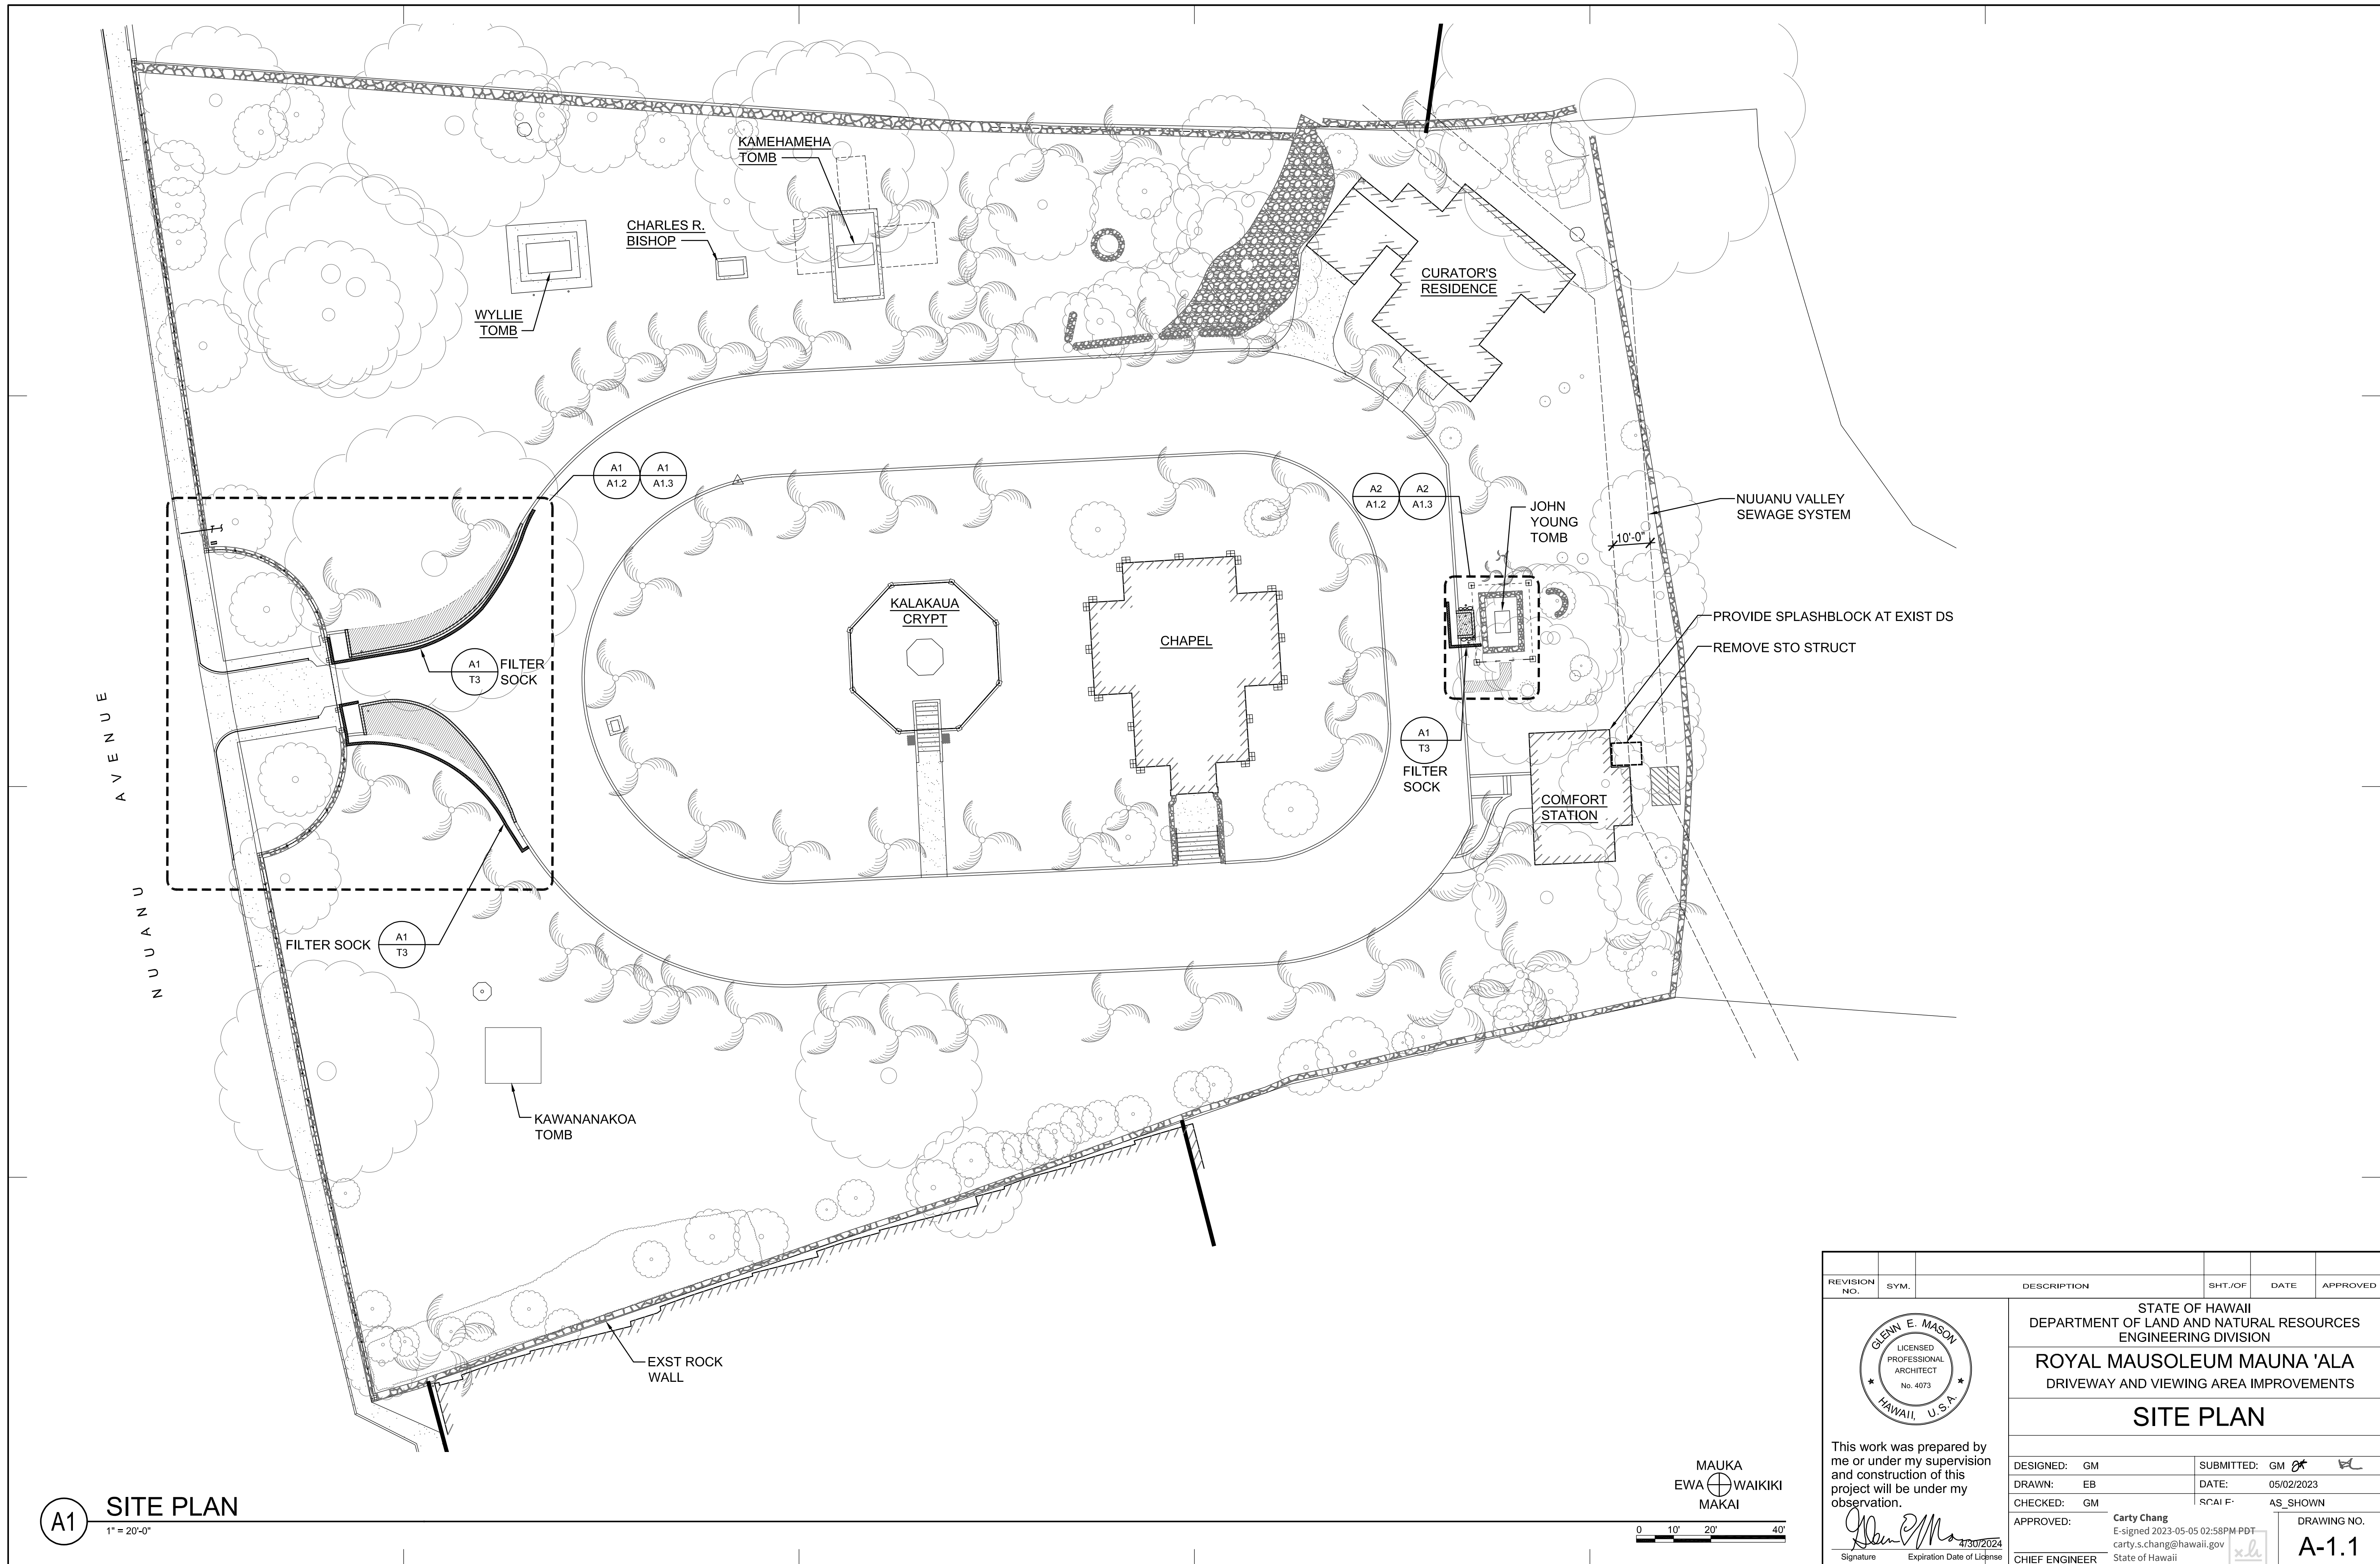 KAMEHAMEHA
TOMB
CHARLES R.
BISHOP
WYLLIE
TOMB
CURATOR'S
RESIDENCE
A1
A1.2
A1
A1.3
A2
A1.2
A2
A1.3
JOHN
YOUNG
TOMB
NUUANU VALLEY
SEWAGE SYSTEM
10'-0"
KALAKAUA
CRYPT
CHAPEL
PROVIDE SPLASHBLOCK AT EXIST DS
REMOVE STO STRUCT
A1
T3
FILTER
SOCK
A1
T3
FILTER
SOCK
COMFORT
STATION
NUUANU AVENUE
FILTER SOCK
A1
T3
KAWANANAKOA
TOMB
EXST ROCK
WALL
A1
SITE PLAN
1" = 20'-0"
MAUKA
EWA WAIKIKI
MAKAI
0 10' 20' 40'
REVISION NO.
SYM.
DESCRIPTION
SHT./OF
DATE
APPROVED
GLENN E. MASON
LICENSED
PROFESSIONAL
ARCHITECT
No. 4073
HAWAII, U.S.A.
This work was prepared by
me or under my supervision
and construction of this
project will be under my
observation.
4/30/2024
Signature
Expiration Date of License
STATE OF HAWAII
DEPARTMENT OF LAND AND NATURAL RESOURCES
ENGINEERING DIVISION
ROYAL MAUSOLEUM MAUNA 'ALA
DRIVEWAY AND VIEWING AREA IMPROVEMENTS
SITE PLAN
DESIGNED: GM
SUBMITTED: GM
DRAWN: EB
DATE: 05/02/2023
CHECKED: GM
SCALE: AS_SHOWN
APPROVED:
Carty Chang
E-signed 2023-05-05 02:58PM PDT
carty.s.chang@hawaii.gov
State of Hawaii
CHIEF ENGINEER
DRAWING NO.
A-1.1